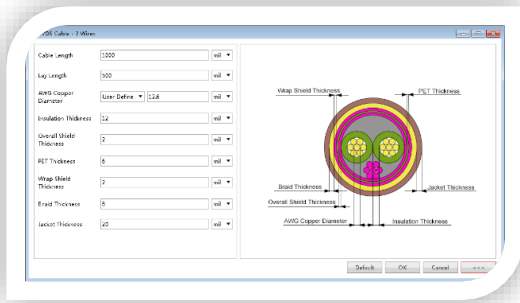 Cable - 2 Wires
Cable Length 1000 mil
Lay Length 500 mil
AWG Copper Diameter User Define 12.6 mil
Insulation Thickness 12 mil
Overall Shield Thickness 2 mil
PET Thickness 6 mil
Wrap Shield Thickness 2 mil
Braid Thickness 6 mil
Jacket Thickness 20 mil
Wrap Shield Thickness
PET Thickness
Braid Thickness
Jacket Thickness
Overall Shield Thickness
AWG Copper Diameter
Insulation Thickness
Default OK Cancel